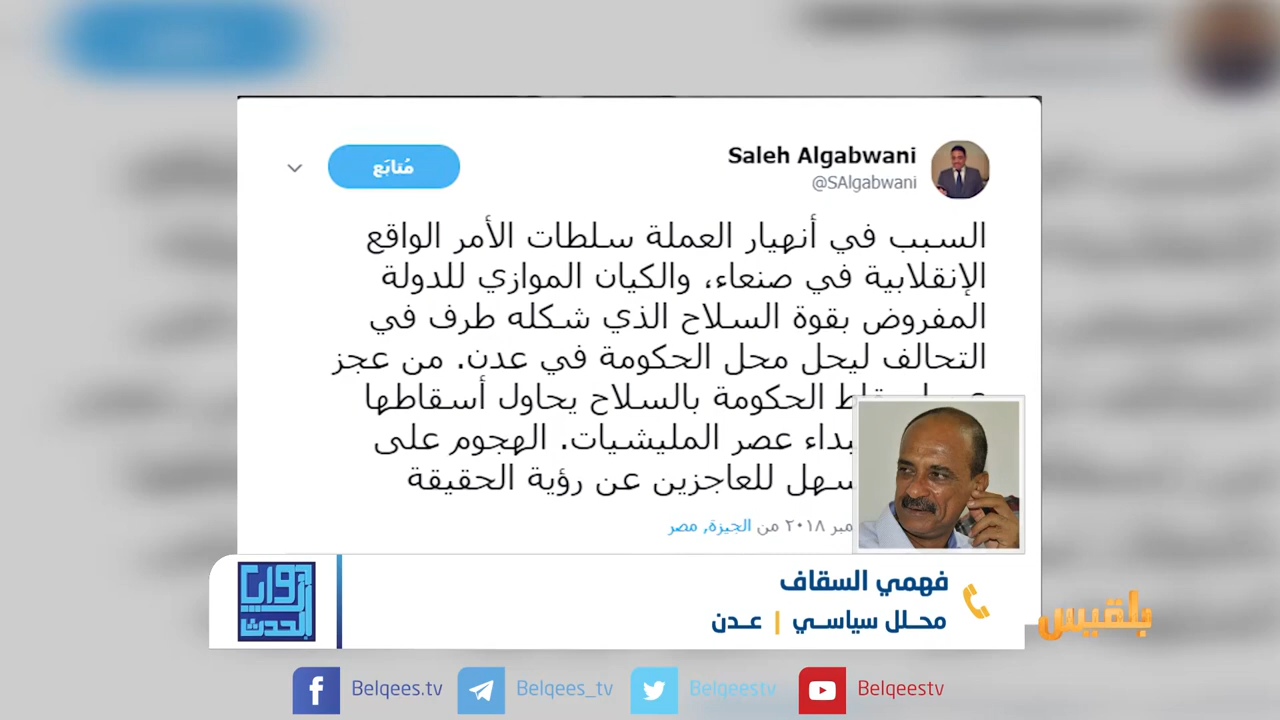 Saleh Algabwani
@SAlgabwani
مُتابَع
السبب في أنهيار العملة سلطات الأمر الواقع
الإنقلابية في صنعاء، والكيان الموازي للدولة
المفروض بقوة السلاح الذي شكله طرف في
التحالف ليحل محل الحكومة في عدن. من عجز
الحكومة بالسلاح يحاول أسقاطها
عصر المليشيات. الهجوم على
للعاجزين عن رؤية الحقيقة
٢٠١٨ من الجيزة, مصر
فهمي السقاف
محلل سياسي | عدن
زوايا الحدث
بلقيس
Belqees.tv
Belqees_tv
Belqeestv
Belqeestv